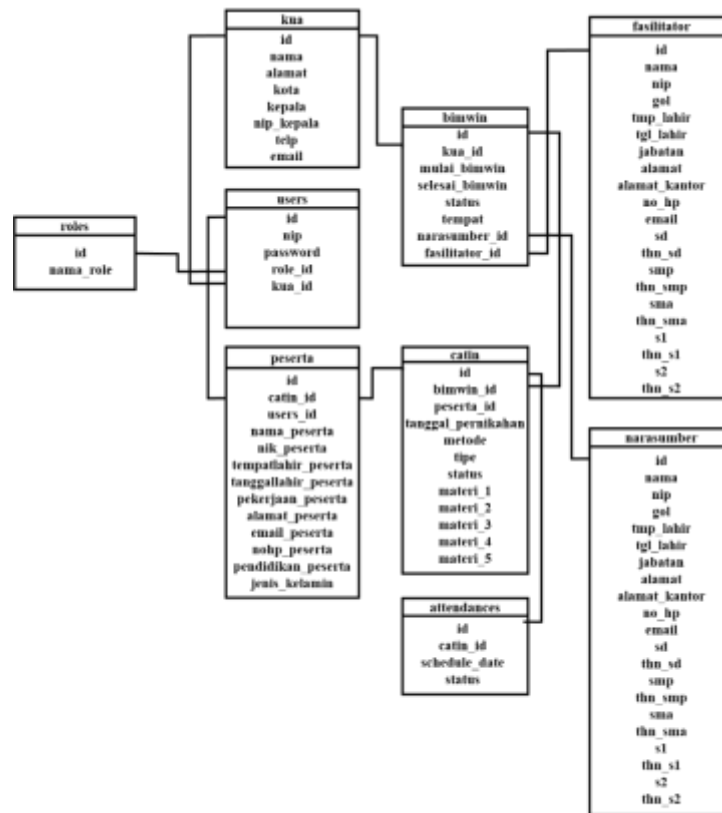 kua
id
nama
alamat
kota
kepala
nip_kepala
telp
email
users
id
nip
password
role_id
kua_id
roles
id
nama_role
peserta
id
catin_id
users_id
nama_peserta
nik_peserta
tempatlahir_peserta
tanggallahir_peserta
pekerjaan_peserta
alamat_peserta
email_peserta
nohp_peserta
pendidikan_peserta
jenis_kelamin
bimwin
id
kua_id
mulai_bimwin
selesai_bimwin
status
tempat
narasumber_id
fasilitator_id
catin
id
bimwin_id
peserta_id
tanggal_pernikahan
metode
tipe
status
materi_1
materi_2
materi_3
materi_4
materi_5
attendances
id
catin_id
schedule_date
status
fasilitator
id
nama
nip
gol
tmp_lahir
tgl_lahir
jabatan
alamat
alamat_kantor
no_hp
email
sd
thn_sd
smp
thn_smp
sma
thn_sma
s1
thn_s1
s2
thn_s2
narasumber
id
nama
nip
gol
tmp_lahir
tgl_lahir
jabatan
alamat
alamat_kantor
no_hp
email
sd
thn_sd
smp
thn_smp
sma
thn_sma
s1
thn_s1
s2
thn_s2